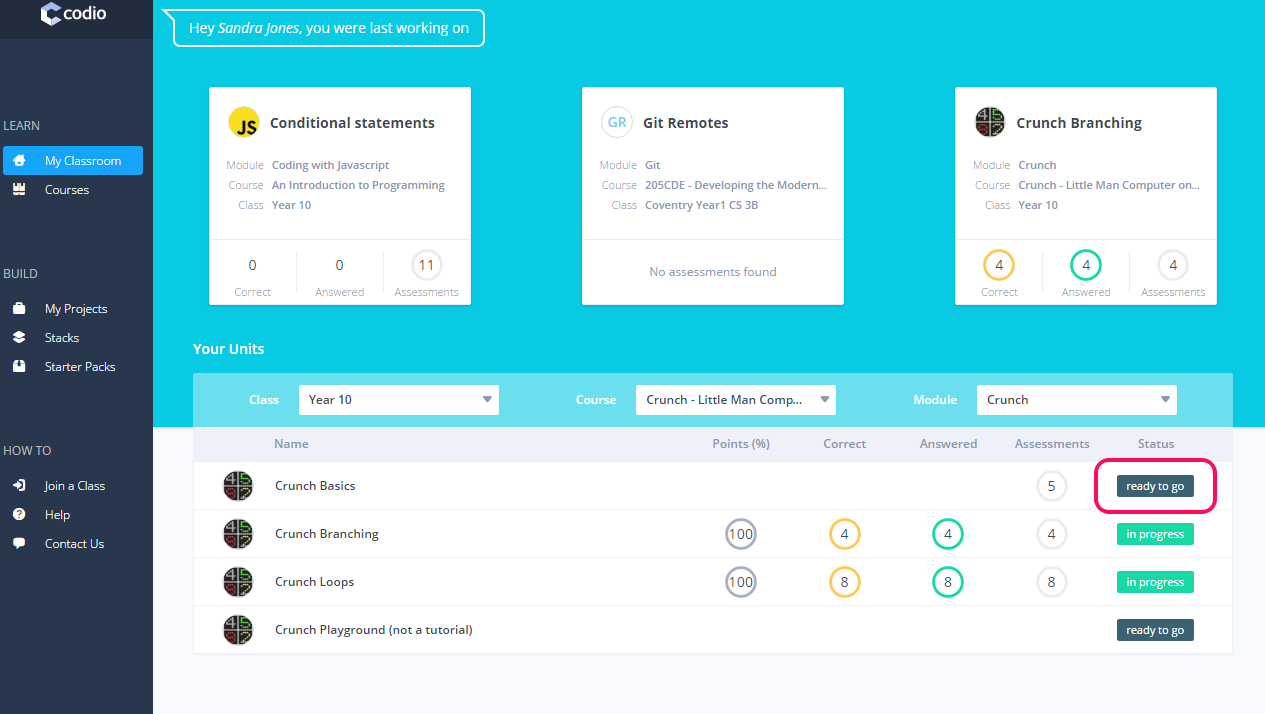 codio
Hey Sandra Jones, you were last working on
LEARN
My Classroom
Courses
BUILD
My Projects
Stacks
Starter Packs
HOW TO
Join a Class
Help
Contact Us
JS Conditional statements
Module Coding with Javascript
Course An Introduction to Programming
Class Year 10
0 0 11
Correct Answered Assessments
GR Git Remotes
Module Git
Course 205CDE - Developing the Modern...
Class Coventry Year1 CS 3B
No assessments found
Crunch Branching
Module Crunch
Course Crunch - Little Man Computer on...
Class Year 10
4 4 4
Correct Answered Assessments
Your Units
Class Year 10 Course Crunch - Little Man Comp... Module Crunch
Name Points (%) Correct Answered Assessments Status
Crunch Basics 5 ready to go
Crunch Branching 100 4 4 4 in progress
Crunch Loops 100 8 8 8 in progress
Crunch Playground (not a tutorial) ready to go